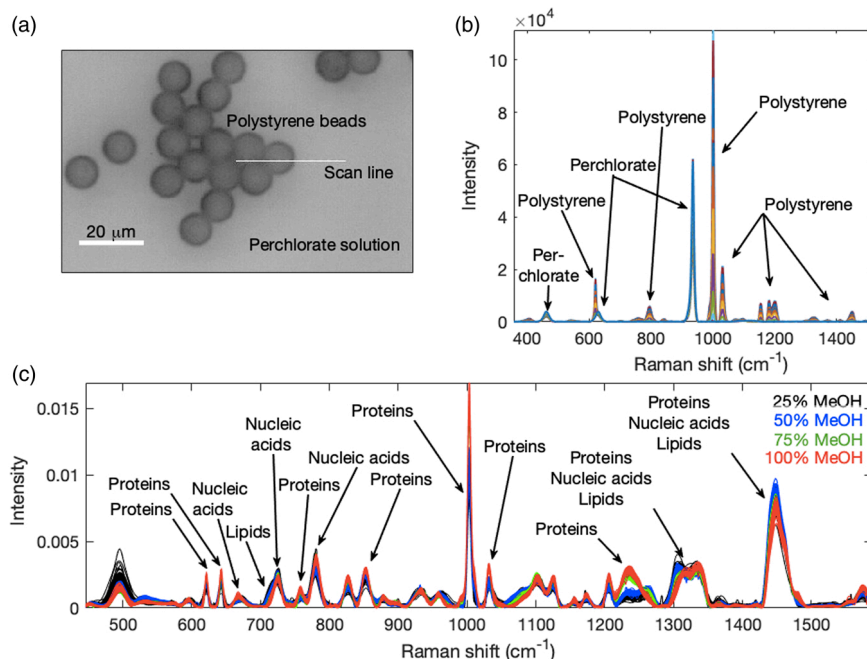 (a)
Polystyrene beads
Scan line
20 μm
Perchlorate solution
(b)
×10⁴
10
8
6
4
2
0
Intensity
Polystyrene
Polystyrene
Perchlorate
Polystyrene
Polystyrene
Per-
chlorate
400 600 800 1000 1200 1400
Raman shift (cm⁻¹)
(c)
0.015
0.01
0.005
0
Intensity
Proteins
Proteins
Nucleic
acids
Lipids
Nucleic
acids
Proteins
Nucleic acids
Proteins
Proteins
Proteins
Proteins
Proteins
Nucleic acids
Lipids
Proteins
Nucleic acids
Lipids
25% MeOH
50% MeOH
75% MeOH
100% MeOH
500 600 700 800 900 1000 1100 1200 1300 1400 1500
Raman shift (cm⁻¹)